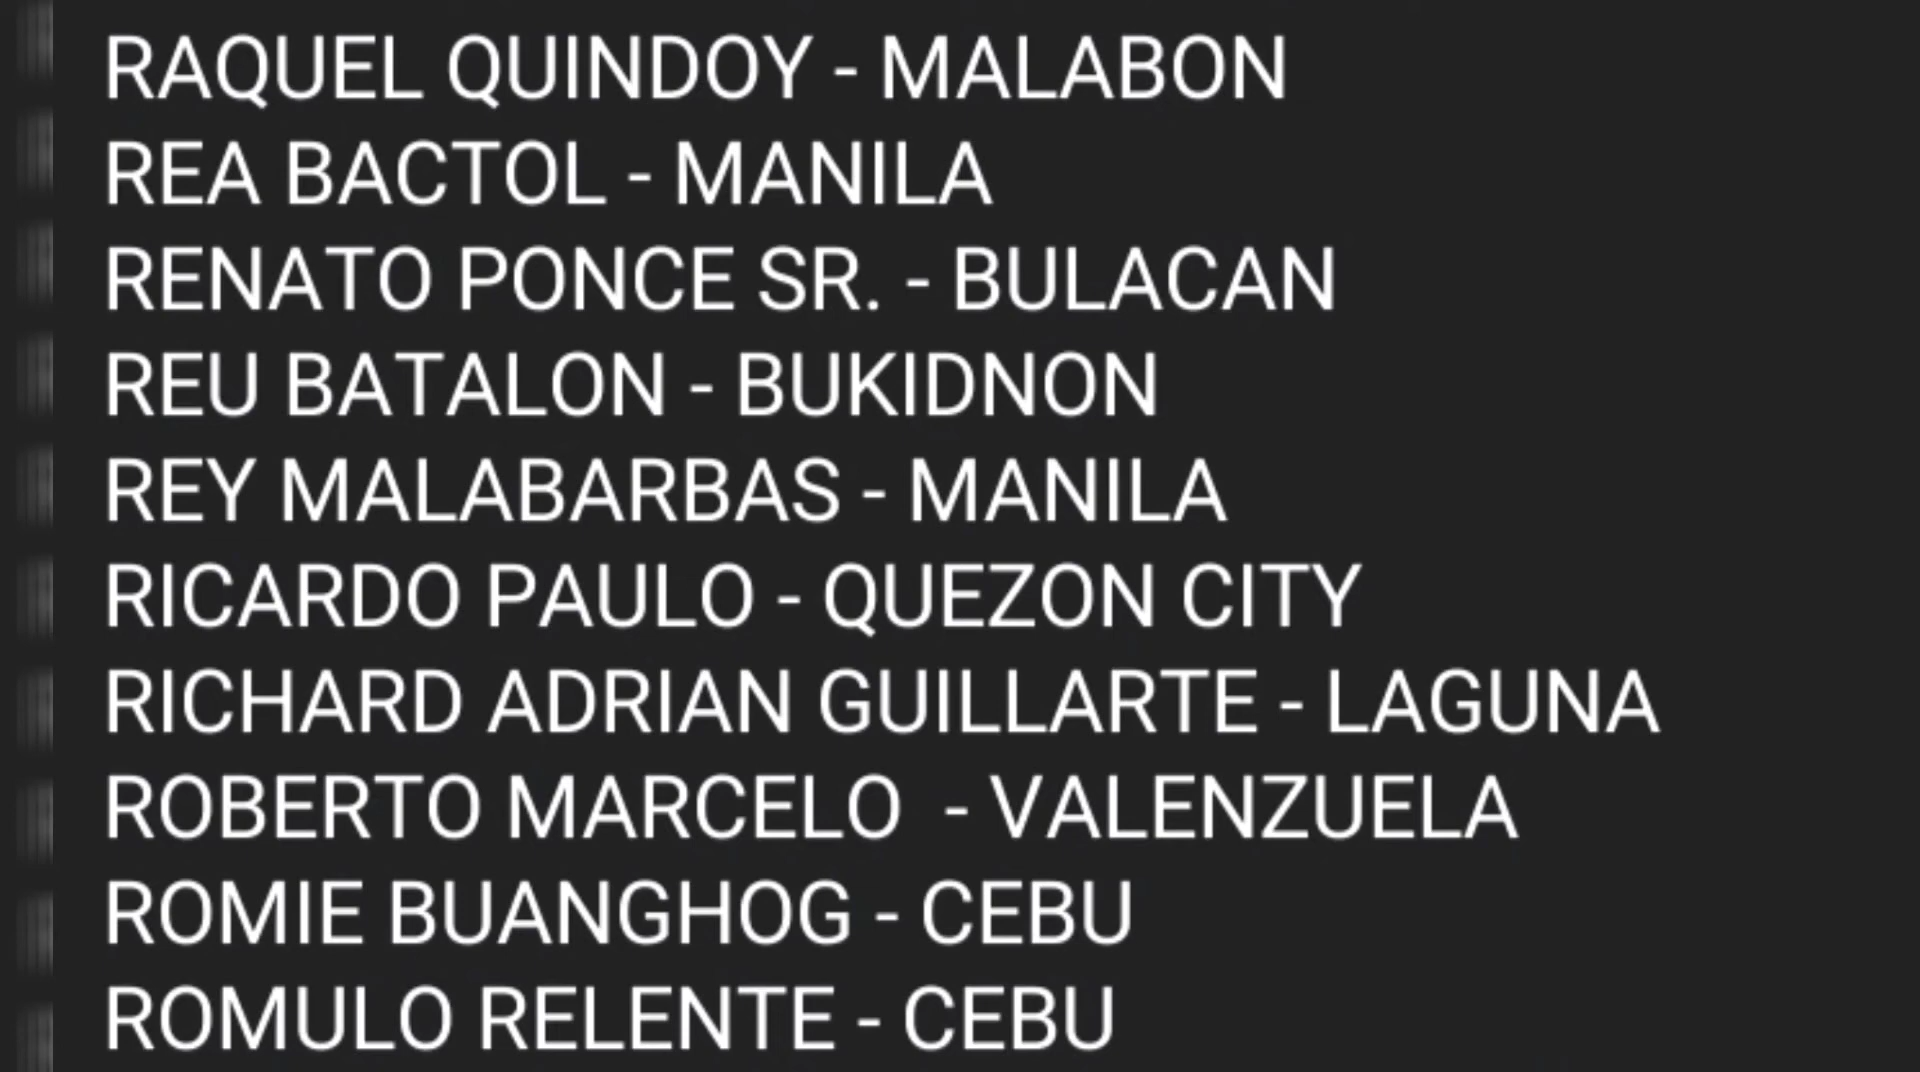 RAQUEL QUINDOY - MALABON
REA BACTOL - MANILA
RENATO PONCE SR. - BULACAN
REU BATALON - BUKIDNON
REY MALABARBAS - MANILA
RICARDO PAULO - QUEZON CITY
RICHARD ADRIAN GUILLARTE - LAGUNA
ROBERTO MARCELO  - VALENZUELA
ROMIE BUANGHOG - CEBU
ROMULO RELENTE - CEBU